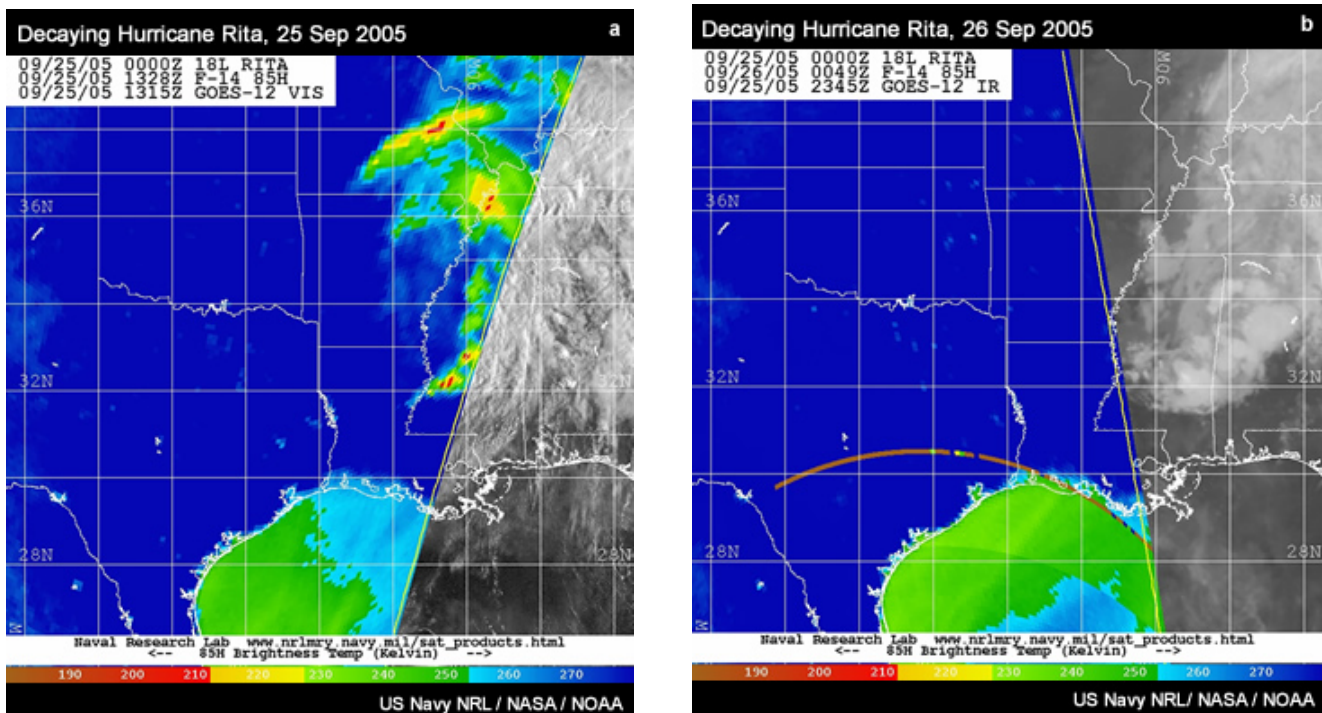 Decaying Hurricane Rita, 25 Sep 2005
a
09/25/05 0000Z 18L RITA
09/25/05 1328Z F-14 85H
09/25/05 1315Z GOES-12 VIS
M06
36N
32N
32N
28N
28N
M
Naval Research Lab www.nrlmry.navy.mil/sat_products.html
<-- 85H Brightness Temp (Kelvin) -->
190 200 210 220 230 240 250 260 270
US Navy NRL/ NASA / NOAA
Decaying Hurricane Rita, 26 Sep 2005
b
09/25/05 0000Z 18L RITA
09/26/05 0049Z F-14 85H
09/25/05 2345Z GOES-12 IR
M06
36N
36N
32N
32N
28N
28N
M
Naval Research Lab www.nrlmry.navy.mil/sat_products.html
<-- 85H Brightness Temp (Kelvin) -->
190 200 210 220 230 240 250 260 270
US Navy NRL/ NASA / NOAA